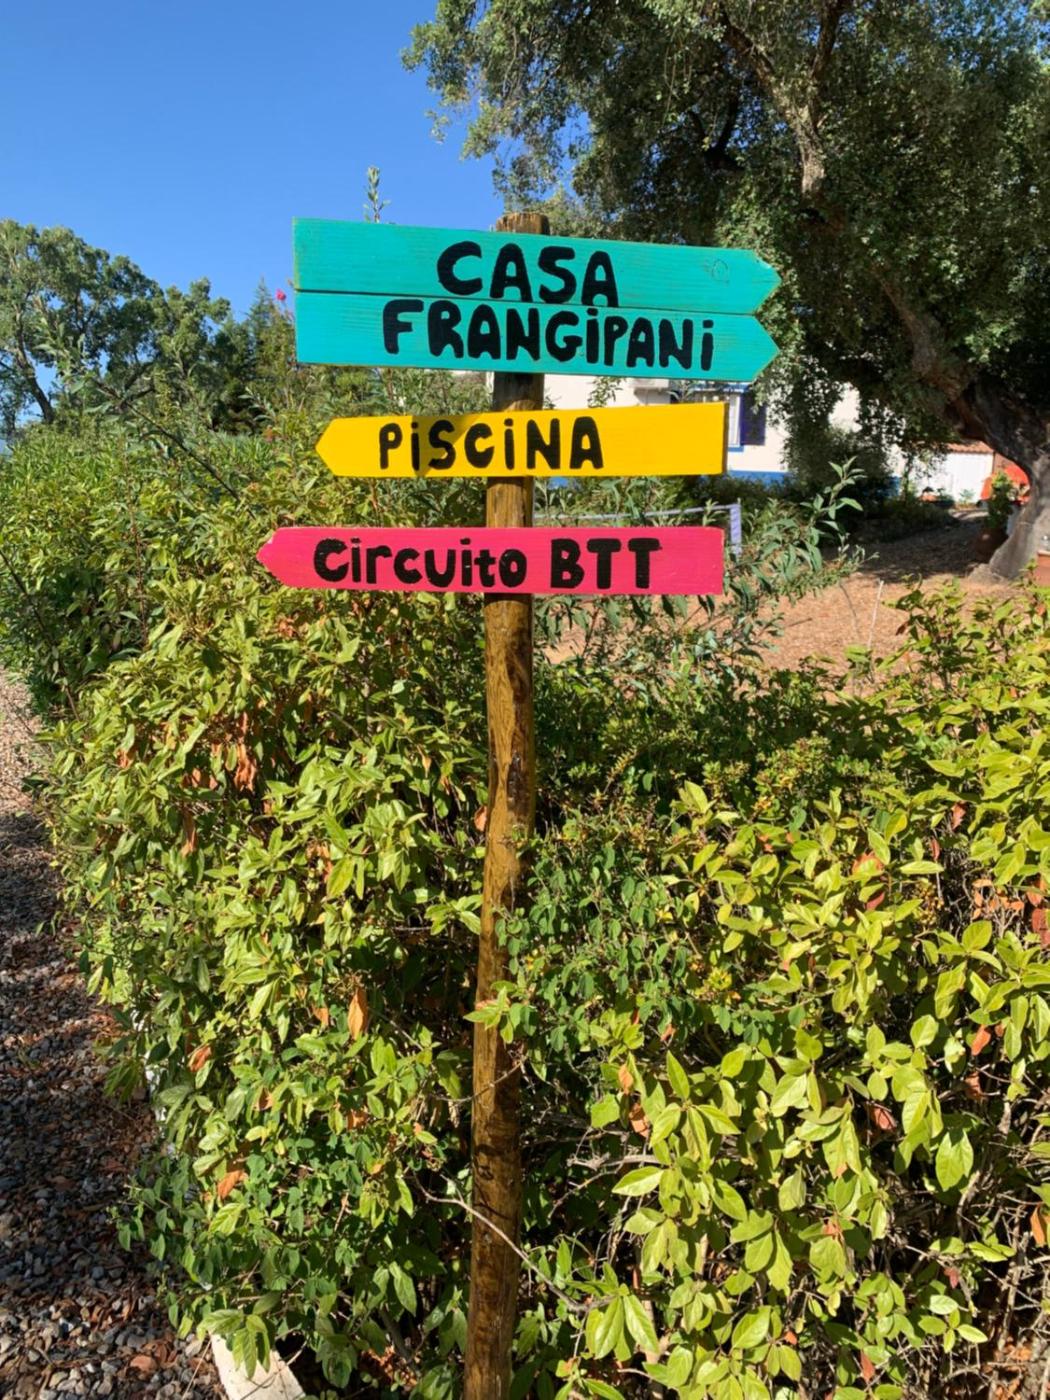 CASA
FRANGiPANi
PiSCiNA
Circuito BTT